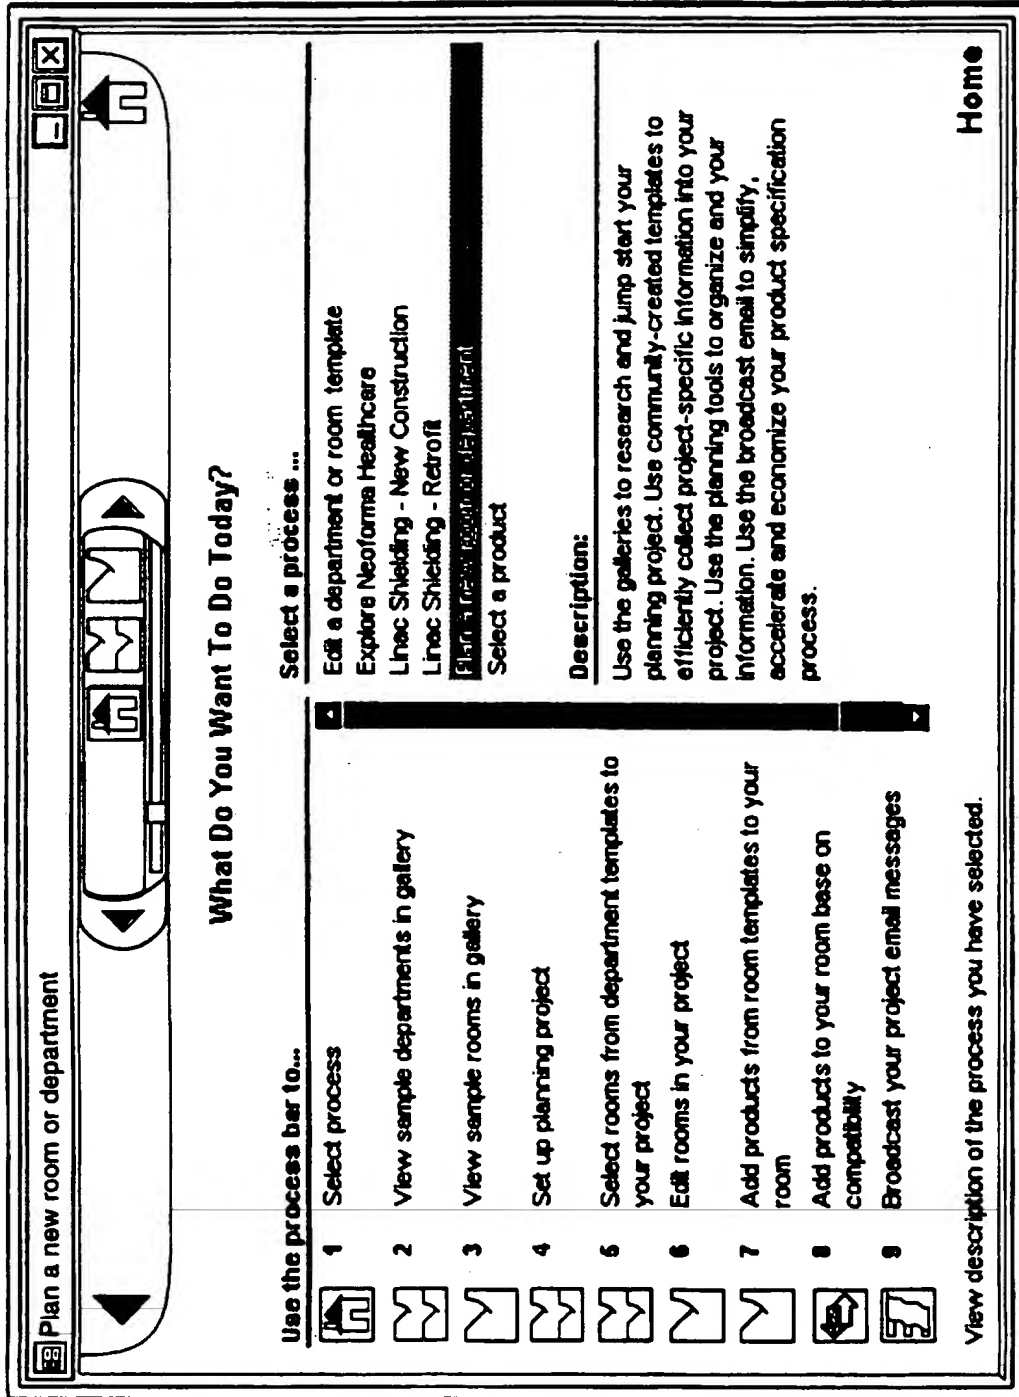 Plan a new room or department
What Do You Want To Do Today?
Use the process bar to...
1 Select process
2 View sample departments in gallery
3 View sample rooms in gallery
4 Set up planning project
5 Select rooms from department templates to
your project
6 Edit rooms in your project
7 Add products from room templates to your
room
8 Add products to your room base on
compatibility
9 Broadcast your project email messages
Select a process ...
Edit a department or room template
Explore Neoforma Healthcare
Linac Shielding - New Construction
Linac Shielding - Retrofit
Plan a new room or department
Select a product
Description:
Use the galleries to research and jump start your
planning project. Use community-created templates to
efficiently collect project-specific information into your
project. Use the planning tools to organize and your
information. Use the broadcast email to simplify,
accelerate and economize your product specification
process.
View description of the process you have selected.
Home